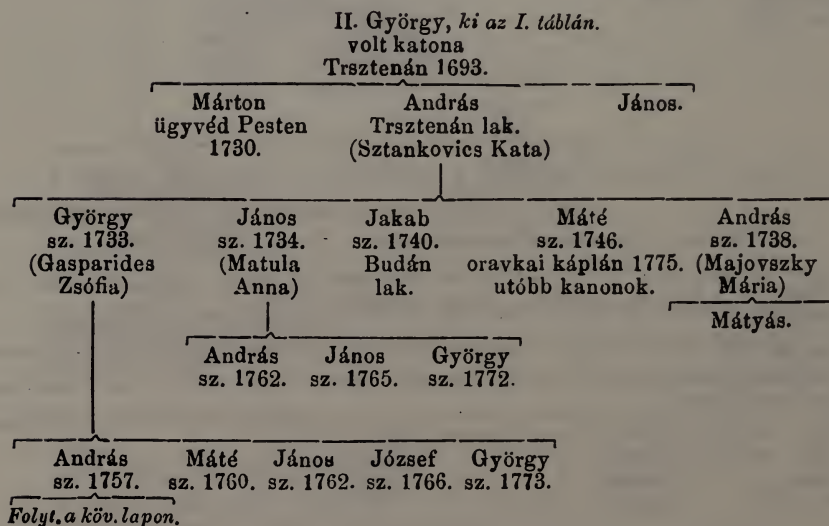 II. György, ki az I. táblán.
volt katona
Trsztenán 1693.
Márton András János.
ügyvéd Pesten Trsztenán lak.
1730. (Sztankovics Kata)
György János Jakab Máté András
sz. 1733. sz. 1734. sz. 1740. sz. 1746. sz. 1738.
(Gasparides (Matula Budán oravkai káplán 1775. (Majovszky
Zsófia) Anna) lak. utóbb kanonok. Mária)
Mátyás.
András János György
sz. 1762. sz. 1765. sz. 1772.
András Máté János József György
sz. 1757. sz. 1760. sz. 1762. sz. 1766. sz. 1773.
Folyt. a köv. lapon.